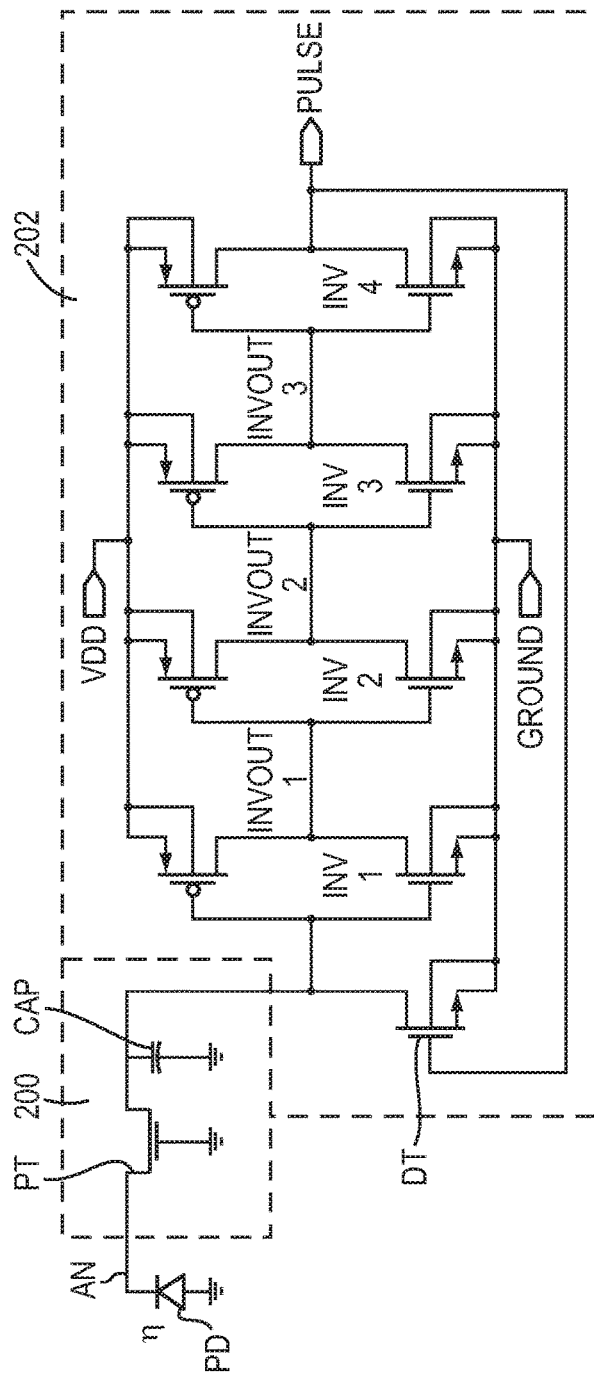 202
VDD
PULSE
200
CAP
PT
AN
η
PD
DT
INV
1
INVOUT
1
INV
2
INVOUT
2
INV
3
INVOUT
3
INV
4
GROUND